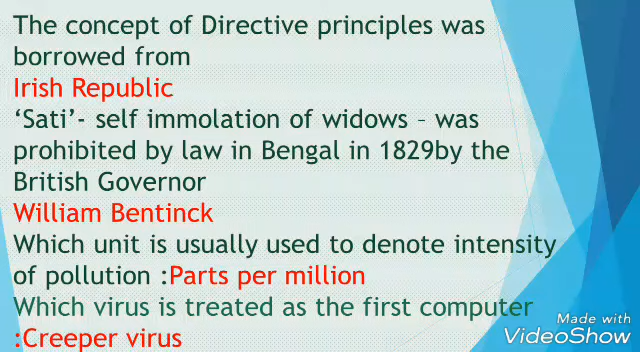 The concept of Directive principles was
borrowed from
Irish Republic
‘Sati’- self immolation of widows – was
prohibited by law in Bengal in 1829by the
British Governor
William Bentinck
Which unit is usually used to denote intensity
of pollution :Parts per million
Which virus is treated as the first computer
:Creeper virus
Made with
VideoShow